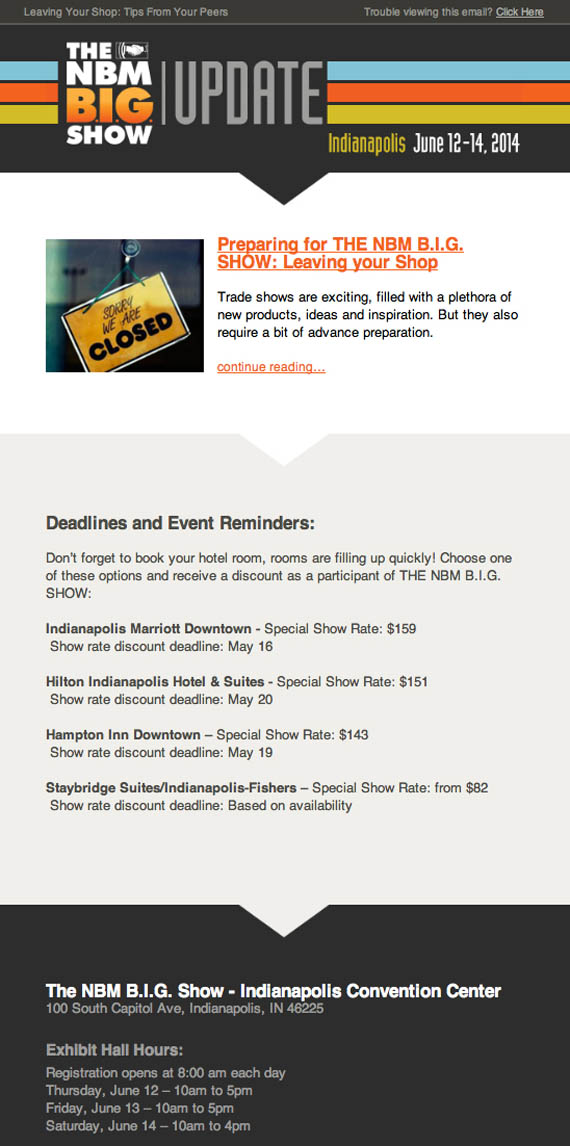 Leaving Your Shop: Tips From Your Peers
Trouble viewing this email? Click Here
THE
NBM
B.I.G.
SHOW
UPDATE
Indianapolis June 12-14, 2014
SORRY
WE ARE
CLOSED
Preparing for THE NBM B.I.G.
SHOW: Leaving your Shop
Trade shows are exciting, filled with a plethora of
new products, ideas and inspiration. But they also
require a bit of advance preparation.
continue reading...
Deadlines and Event Reminders:
Don't forget to book your hotel room, rooms are filling up quickly! Choose one
of these options and receive a discount as a participant of THE NBM B.I.G.
SHOW:
Indianapolis Marriott Downtown - Special Show Rate: $159
Show rate discount deadline: May 16
Hilton Indianapolis Hotel & Suites - Special Show Rate: $151
Show rate discount deadline: May 20
Hampton Inn Downtown – Special Show Rate: $143
Show rate discount deadline: May 19
Staybridge Suites/Indianapolis-Fishers – Special Show Rate: from $82
Show rate discount deadline: Based on availability
The NBM B.I.G. Show - Indianapolis Convention Center
100 South Capitol Ave, Indianapolis, IN 46225
Exhibit Hall Hours:
Registration opens at 8:00 am each day
Thursday, June 12 – 10am to 5pm
Friday, June 13 – 10am to 5pm
Saturday, June 14 – 10am to 4pm